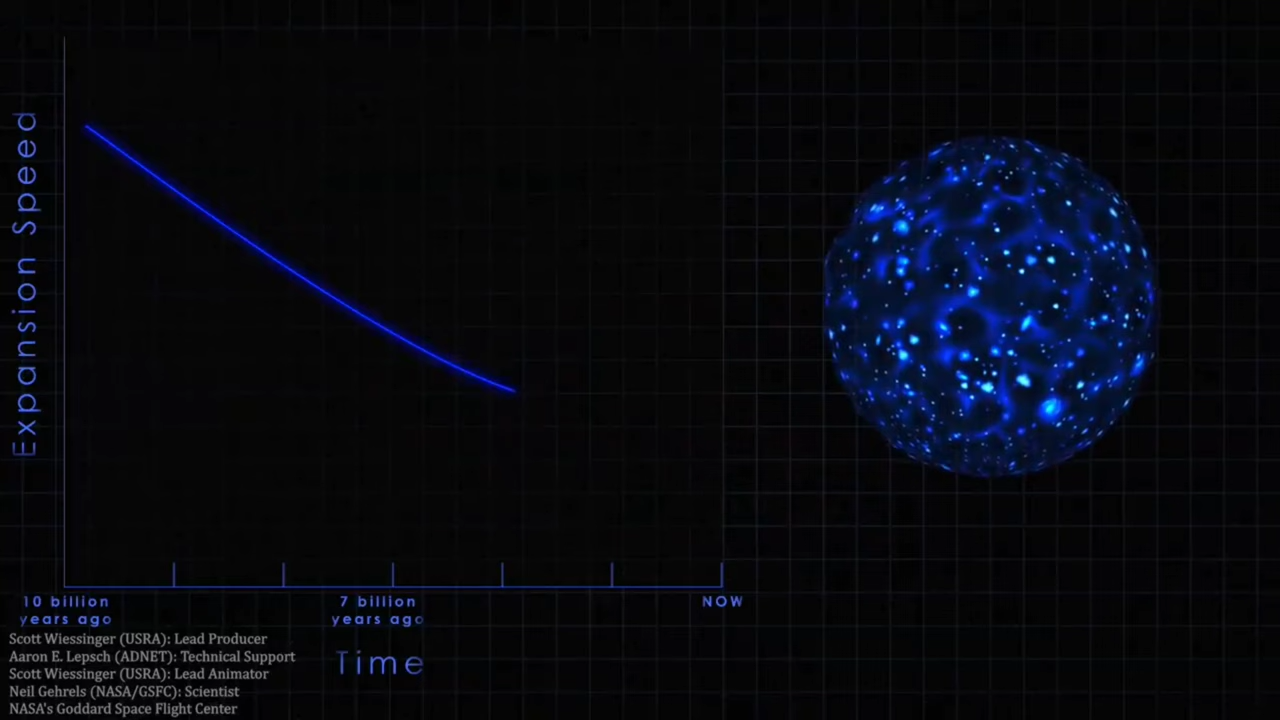 Expansion Speed
10 billion
years ago
7 billion
years ago
NOW
Time
Scott Wiessinger (USRA): Lead Producer
Aaron E. Lepsch (ADNET): Technical Support
Scott Wiessinger (USRA): Lead Animator
Neil Gehrels (NASA/GSFC): Scientist
NASA's Goddard Space Flight Center